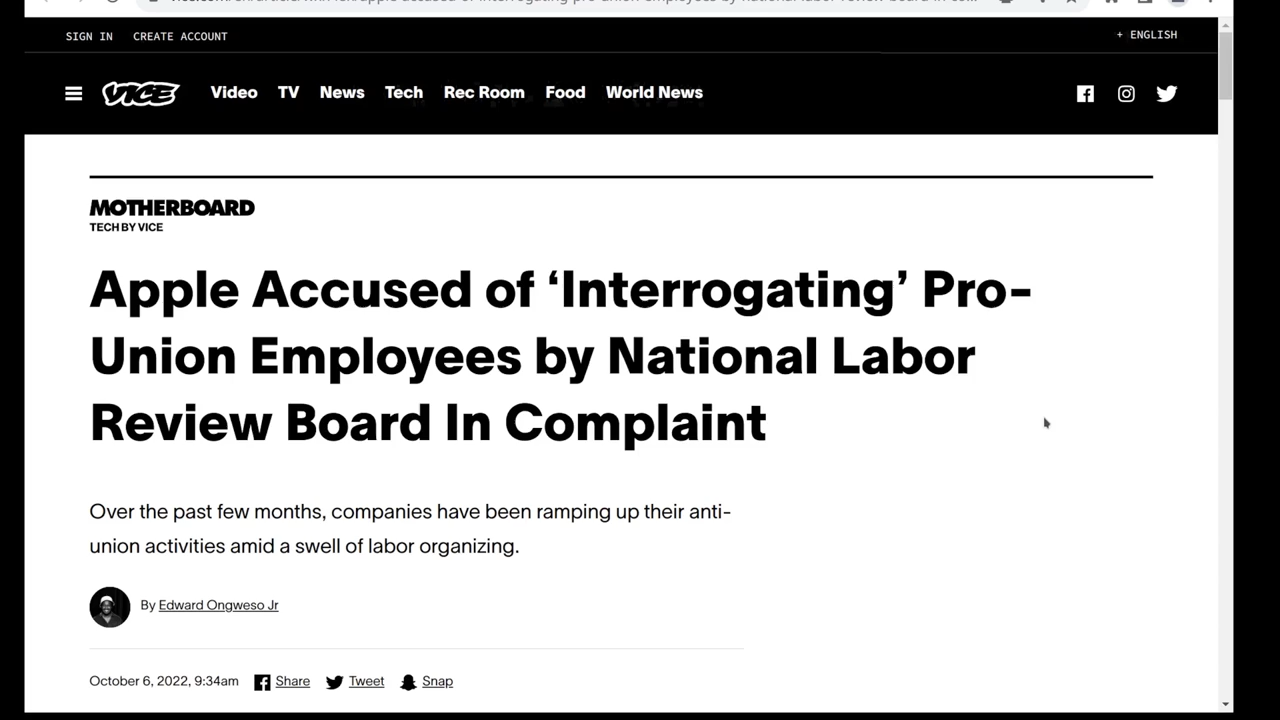 SIGN IN CREATE ACCOUNT + ENGLISH
VICE Video TV News Tech Rec Room Food World News
MOTHERBOARD
TECH BY VICE
Apple Accused of ‘Interrogating’ Pro-
Union Employees by National Labor
Review Board In Complaint
Over the past few months, companies have been ramping up their anti-
union activities amid a swell of labor organizing.
By Edward Ongweso Jr
October 6, 2022, 9:34am Share Tweet Snap